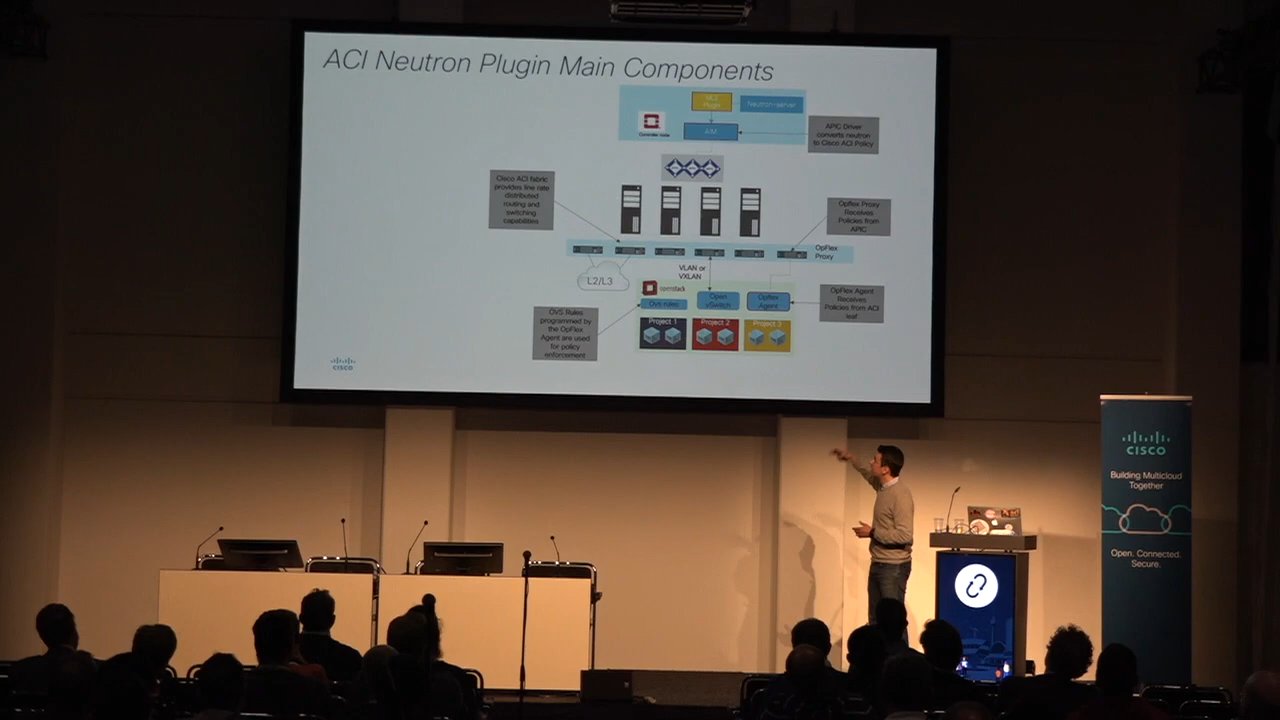 ACI Neutron Plugin Main Components
ML2
Plugin
Neutron-server
AIM
Controller node
APIC Driver
converts neutron
to Cisco ACI Policy
Cisco ACI fabric
provides line rate
distributed
routing and
switching
capabilities
Opflex Proxy
Receives
Policies from
APIC
OpFlex
Proxy
L2/L3
VLAN or
VXLAN
openstack
OVS rules
Open
vSwitch
Opflex
Agent
OpFlex Agent
Receives
Policies from ACI
leaf
OVS Rules
programmed by
the OpFlex
Agent are used
for policy
enforcement
Project 1
Project 2
Project 3
CISCO
CISCO
Building Multicloud
Together
Open. Connected.
Secure.